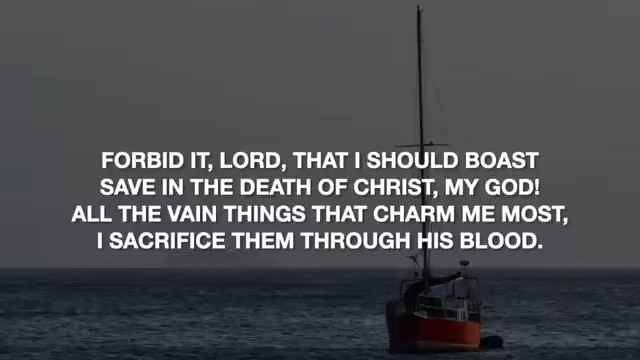 FORBID IT, LORD, THAT I SHOULD BOAST
SAVE IN THE DEATH OF CHRIST, MY GOD!
ALL THE VAIN THINGS THAT CHARM ME MOST,
I SACRIFICE THEM THROUGH HIS BLOOD.